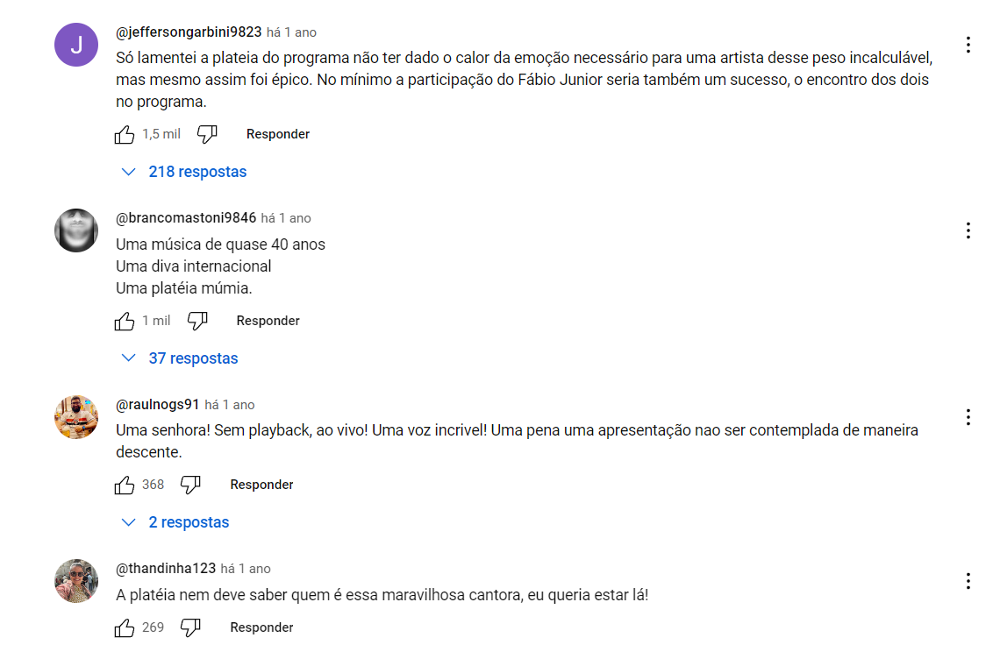 J
@jeffersongarbini9823 há 1 ano
Só lamentei a plateia do programa não ter dado o calor da emoção necessário para uma artista desse peso incalculável,
mas mesmo assim foi épico. No mínimo a participação do Fábio Junior seria também um sucesso, o encontro dos dois
no programa.
1,5 mil Responder
218 respostas
@brancomastoni9846 há 1 ano
Uma música de quase 40 anos
Uma diva internacional
Uma platéia múmia.
1 mil Responder
37 respostas
@raulnogs91 há 1 ano
Uma senhora! Sem playback, ao vivo! Uma voz incrivel! Uma pena uma apresentação nao ser contemplada de maneira
descente.
368 Responder
2 respostas
@thandinha123 há 1 ano
A platéia nem deve saber quem é essa maravilhosa cantora, eu queria estar lá!
269 Responder